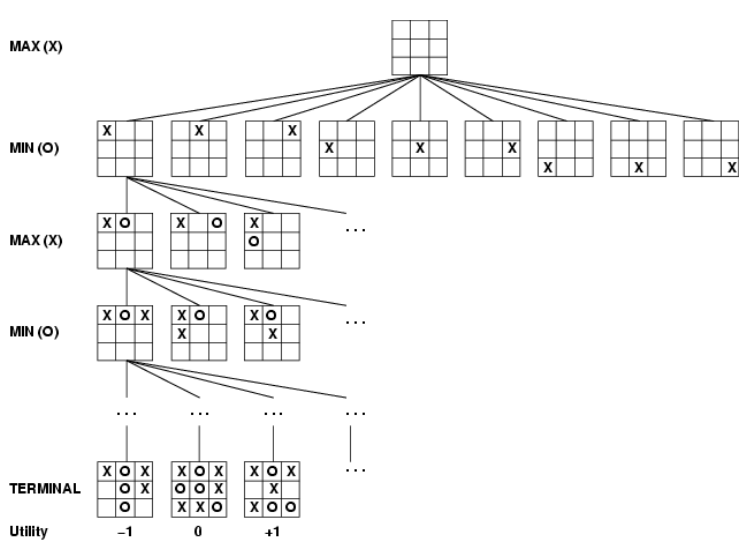 MAX (X)
MIN (O)
X X X X X X X X X
MAX (X)
X O X O X
O
...
MIN (O)
X O X X O X O
X X
...
... ... ... ...
TERMINAL
X O X X O X X O X
O X O O X X
O X X O X O O
...
Utility -1 0 +1